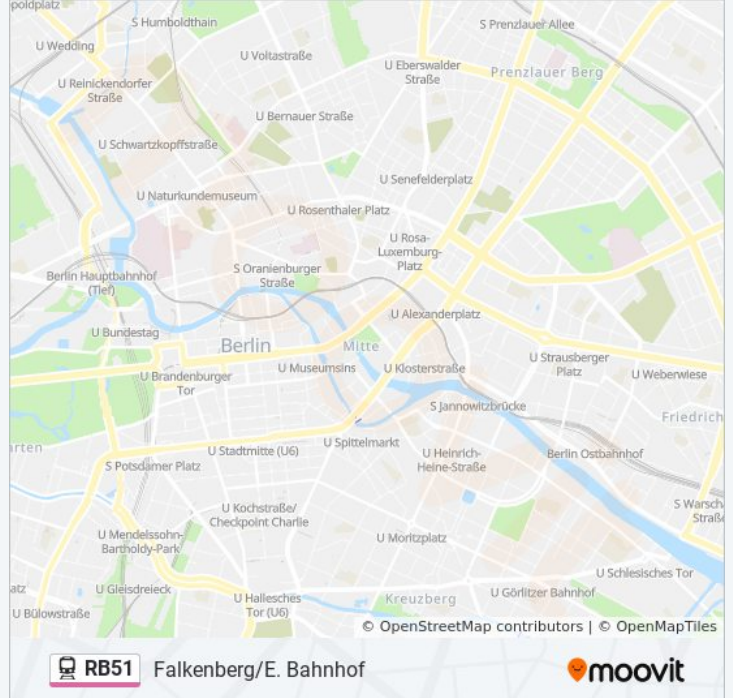 poldplatz
S Humboldthain
S Prenzlauer Allee
U Wedding
U Voltastraße
U Eberswalder
Straße
Prenzlauer Berg
U Reinickendorfer
Straße
U Bernauer Straße
U Schwartzkopffstraße
U Senefelderplatz
U Naturkundemuseum
U Rosenthaler Platz
U Rosa-
Luxemburg-
Platz
Berlin Hauptbahnhof
(Tief)
S Oranienburger
Straße
U Alexanderplatz
U Bundestag
Berlin
Mitte
U Museumsins
U Klosterstraße
U Strausberger
Platz
U Weberwiese
U Brandenburger
Tor
S Jannowitzbrücke
Friedrich
rten
U Stadtmitte (U6)
U Spittelmarkt
U Heinrich-
Heine-Straße
Berlin Ostbahnhof
S Potsdamer Platz
S Warsch
Straße
U Kochstraße/
Checkpoint Charlie
U Mendelssohn-
Bartholdy-Park
U Moritzplatz
U Schlesisches Tor
atz
U Gleisdreieck
U Hallesches
Tor (U6)
Kreuzberg
U Görlitzer Bahnhof
U Bülowstraße
© OpenStreetMap contributors | © OpenMapTiles
RB51 Falkenberg/E. Bahnhof
moovit